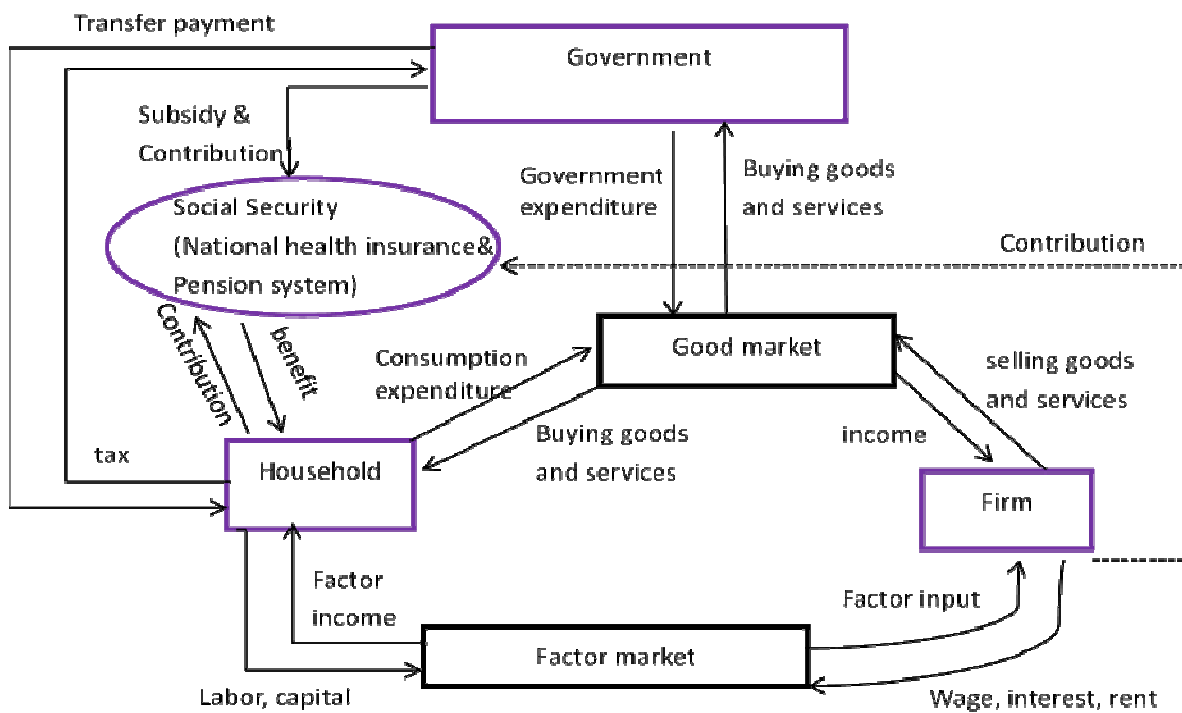 Transfer payment
Government
Subsidy &
Contribution
Government
expenditure
Buying goods
and services
Social Security
(National health insurance&
Pension system)
Contribution
Contribution
benefit
Consumption
expenditure
Good market
selling goods
and services
Buying goods
and services
income
tax
Household
Firm
Factor
income
Factor input
Factor market
Labor, capital
Wage, interest, rent